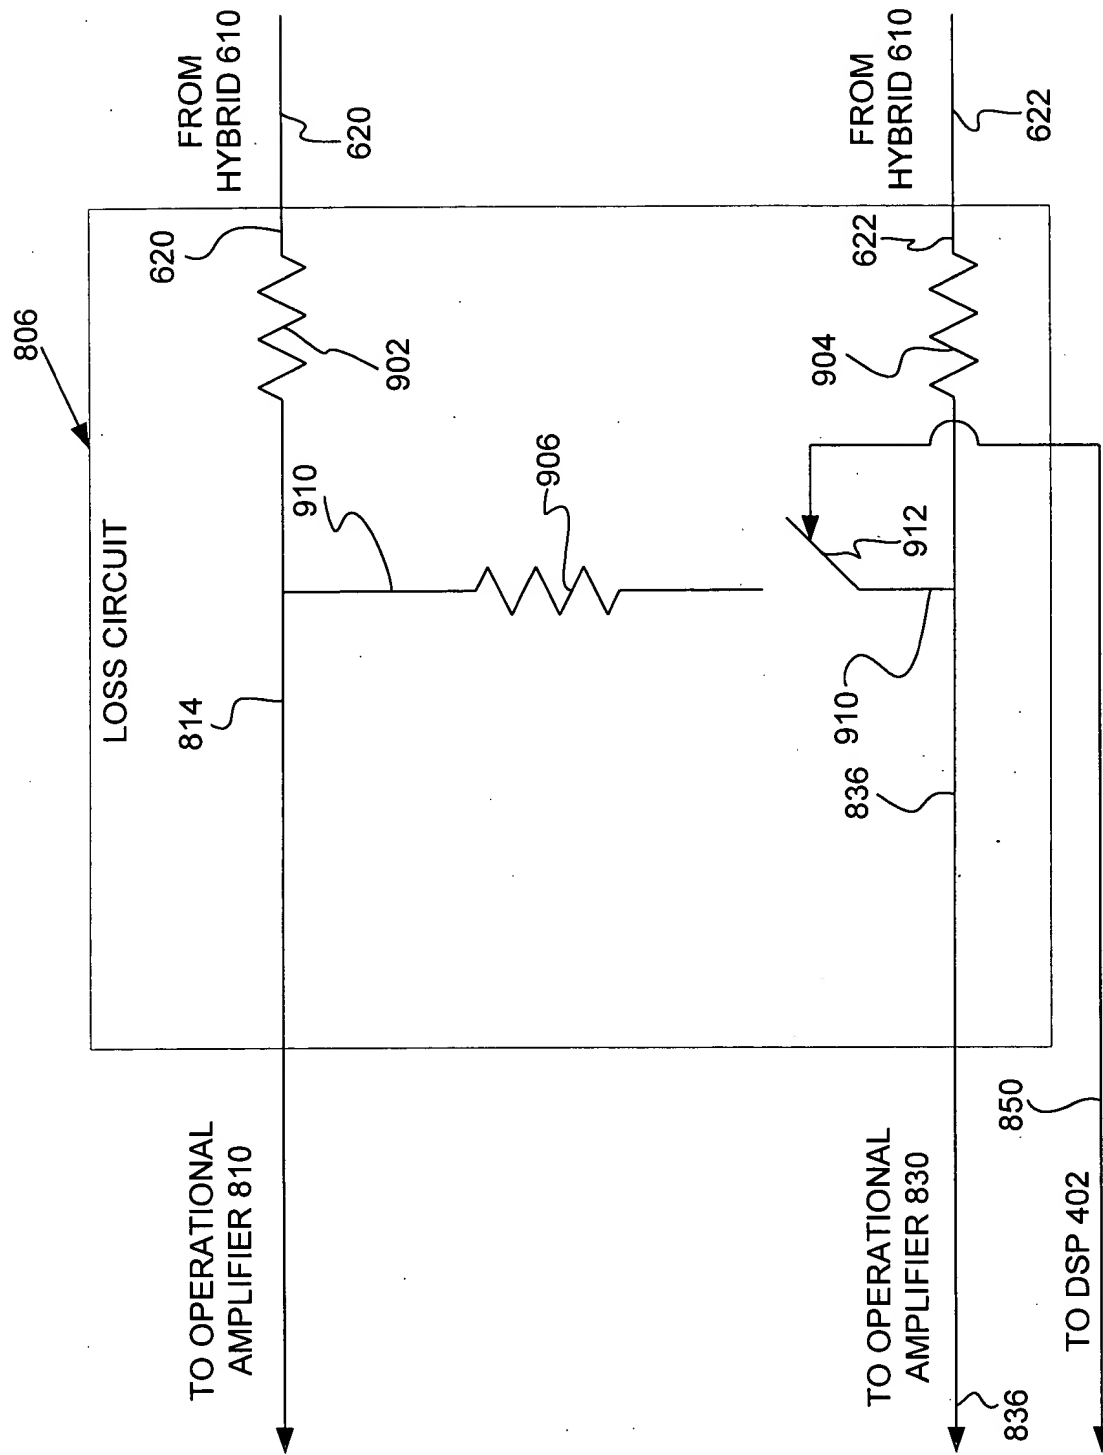 806
LOSS CIRCUIT
FROM
HYBRID 610
620
620
902
814
910
906
TO OPERATIONAL
AMPLIFIER 810
FROM
HYBRID 610
622
622
904
912
910
836
TO OPERATIONAL
AMPLIFIER 830
836
850
TO DSP 402